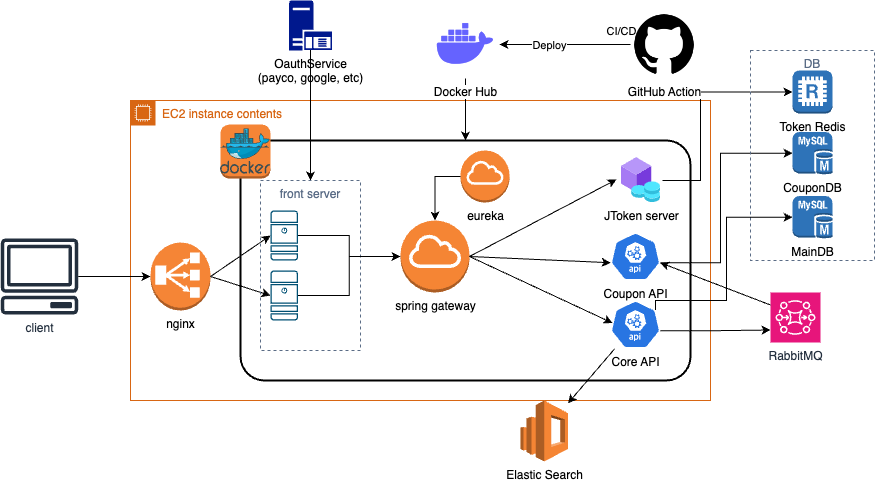 OauthService
(payco, google, etc)
Docker Hub
Deploy
CI/CD
GitHub Action
DB
R
Token Redis
MySQL
M
CouponDB
MySQL
M
MainDB
EC2 instance contents
docker
front server
eureka
spring gateway
JToken server
api
Coupon API
api
Core API
client
nginx
RabbitMQ
Elastic Search